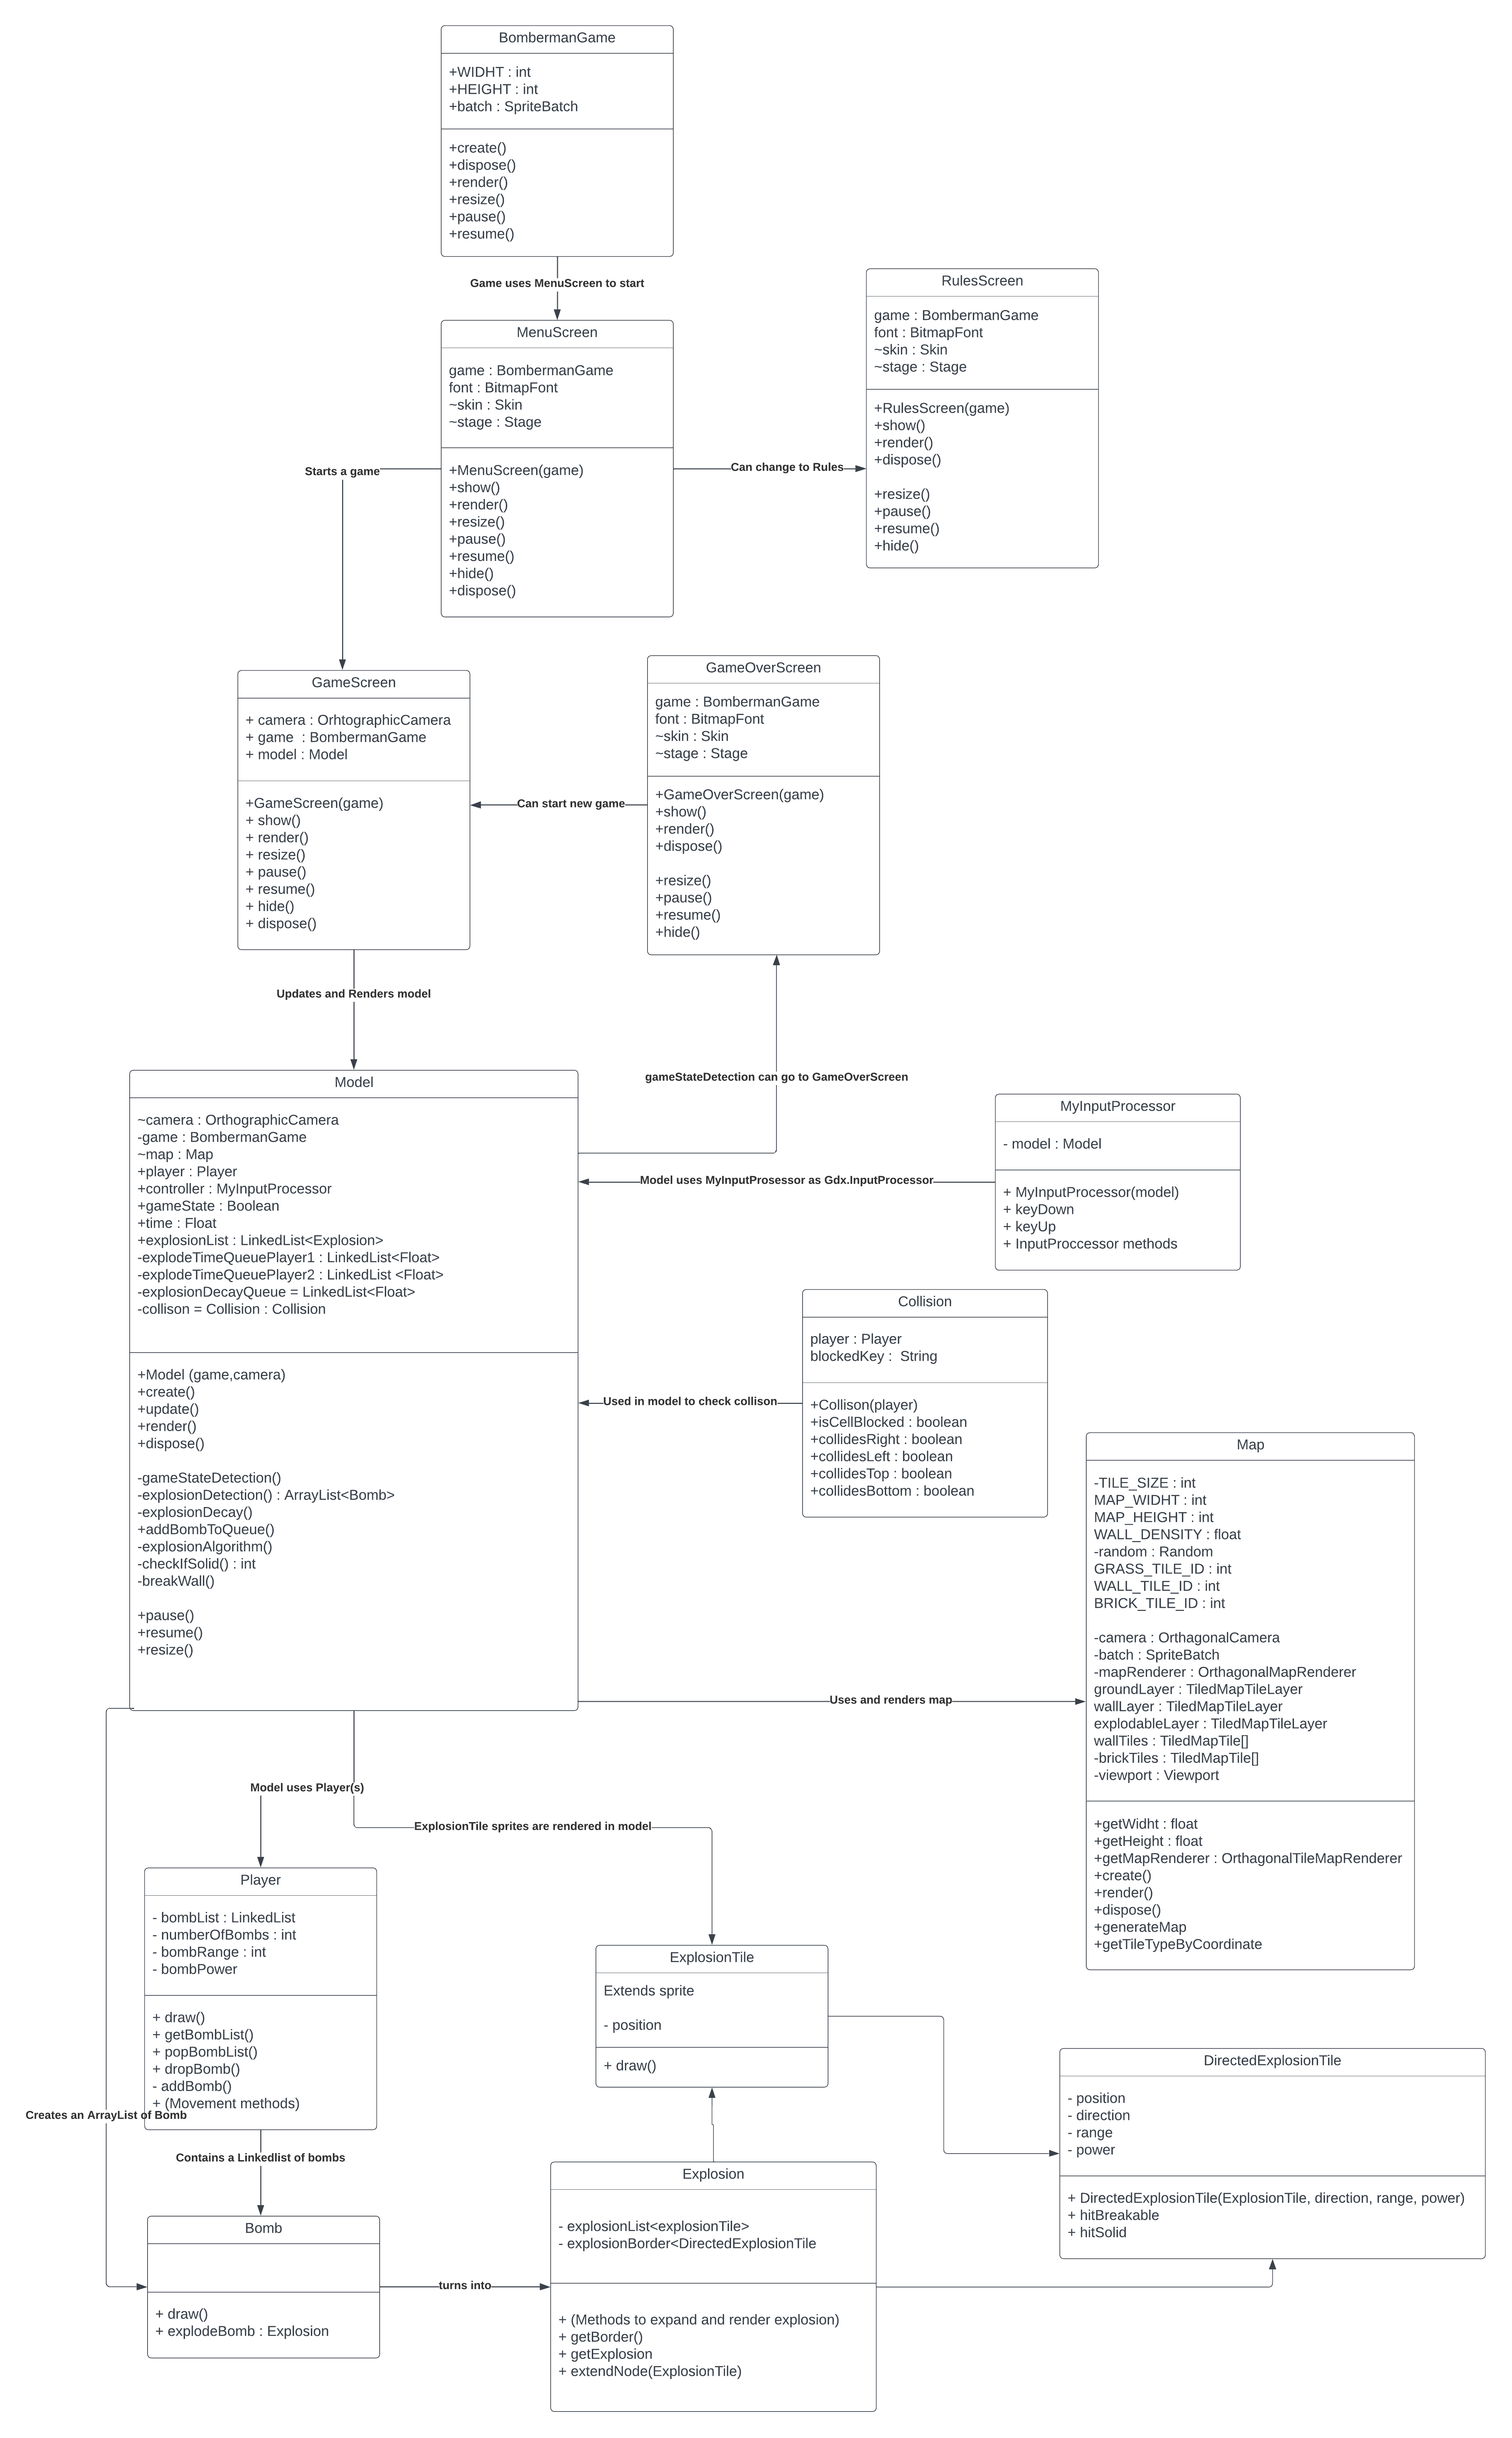 BombermanGame
+WIDHT : int
+HEIGHT : int
+batch : SpriteBatch
+create()
+dispose()
+render()
+resize()
+pause()
+resume()
Game uses MenuScreen to start
MenuScreen
game : BombermanGame
font : BitmapFont
~skin : Skin
~stage : Stage
+MenuScreen(game)
+show()
+render()
+resize()
+pause()
+resume()
+hide()
+dispose()
Can change to Rules
RulesScreen
game : BombermanGame
font : BitmapFont
~skin : Skin
~stage : Stage
+RulesScreen(game)
+show()
+render()
+dispose()
+resize()
+pause()
+resume()
+hide()
Starts a game
GameScreen
+ camera : OrhtographicCamera
+ game  : BombermanGame
+ model : Model
+GameScreen(game)
+ show()
+ render()
+ resize()
+ pause()
+ resume()
+ hide()
+ dispose()
Can start new game
GameOverScreen
game : BombermanGame
font : BitmapFont
~skin : Skin
~stage : Stage
+GameOverScreen(game)
+show()
+render()
+dispose()
+resize()
+pause()
+resume()
+hide()
Updates and Renders model
gameStateDetection can go to GameOverScreen
Model
~camera : OrthographicCamera
-game : BombermanGame
~map : Map
+player : Player
+controller : MyInputProcessor
+gameState : Boolean
+time : Float
+explosionList : LinkedList<Explosion>
-explodeTimeQueuePlayer1 : LinkedList<Float>
-explodeTimeQueuePlayer2 : LinkedList <Float>
-explosionDecayQueue = LinkedList<Float>
-collison = Collision : Collision
+Model (game,camera)
+create()
+update()
+render()
+dispose()
-gameStateDetection()
-explosionDetection() : ArrayList<Bomb>
-explosionDecay()
+addBombToQueue()
-explosionAlgorithm()
-checkIfSolid() : int
-breakWall()
+pause()
+resume()
+resize()
Model uses MyInputProsessor as Gdx.InputProcessor
MyInputProcessor
- model : Model
+ MyInputProcessor(model)
+ keyDown
+ keyUp
+ InputProccessor methods
Used in model to check collison
Collision
player : Player
blockedKey :  String
+Collison(player)
+isCellBlocked : boolean
+collidesRight : boolean
+collidesLeft : boolean
+collidesTop : boolean
+collidesBottom : boolean
Uses and renders map
Map
-TILE_SIZE : int
MAP_WIDHT : int
MAP_HEIGHT : int
WALL_DENSITY : float
-random : Random
GRASS_TILE_ID : int
WALL_TILE_ID : int
BRICK_TILE_ID : int
-camera : OrthagonalCamera
-batch : SpriteBatch
-mapRenderer : OrthagonalMapRenderer
groundLayer : TiledMapTileLayer
wallLayer : TiledMapTileLayer
explodableLayer : TiledMapTileLayer
wallTiles : TiledMapTile[]
-brickTiles : TiledMapTile[]
-viewport : Viewport
+getWidht : float
+getHeight : float
+getMapRenderer : OrthagonalTileMapRenderer
+create()
+render()
+dispose()
+generateMap
+getTileTypeByCoordinate
Model uses Player(s)
ExplosionTile sprites are rendered in model
Player
- bombList : LinkedList
- numberOfBombs : int
- bombRange : int
- bombPower
+ draw()
+ getBombList()
+ popBombList()
+ dropBomb()
- addBomb()
+ (Movement methods)
Creates an ArrayList of Bomb
Contains a Linkedlist of bombs
ExplosionTile
Extends sprite
- position
+ draw()
DirectedExplosionTile
- position
- direction
- range
- power
+ DirectedExplosionTile(ExplosionTile, direction, range, power)
+ hitBreakable
+ hitSolid
Bomb
+ draw()
+ explodeBomb : Explosion
turns into
Explosion
- explosionList<explosionTile>
- explosionBorder<DirectedExplosionTile
+ (Methods to expand and render explosion)
+ getBorder()
+ getExplosion
+ extendNode(ExplosionTile)